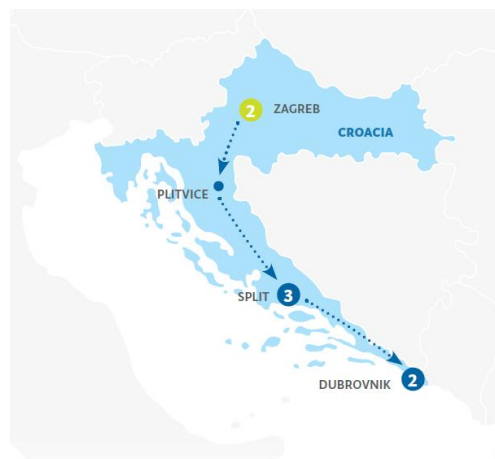 2 ZAGREB
CROACIA
PLITVICE
SPLIT 3
DUBROVNIK 2